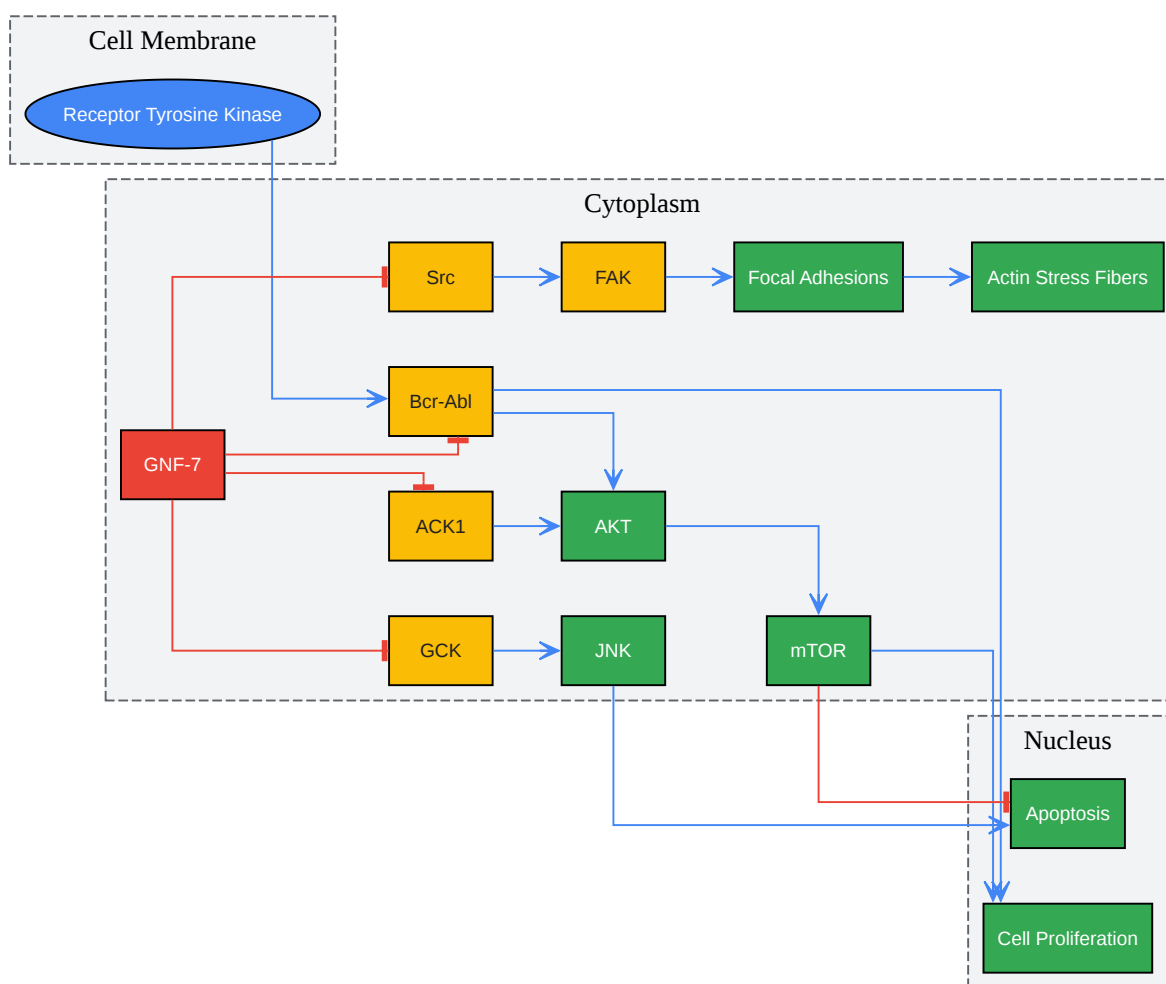 Cell Membrane
Receptor Tyrosine Kinase
Cytoplasm
Src
FAK
Focal Adhesions
Actin Stress Fibers
Bcr-Abl
GNF-7
ACK1
AKT
GCK
JNK
mTOR
Nucleus
Apoptosis
Cell Proliferation